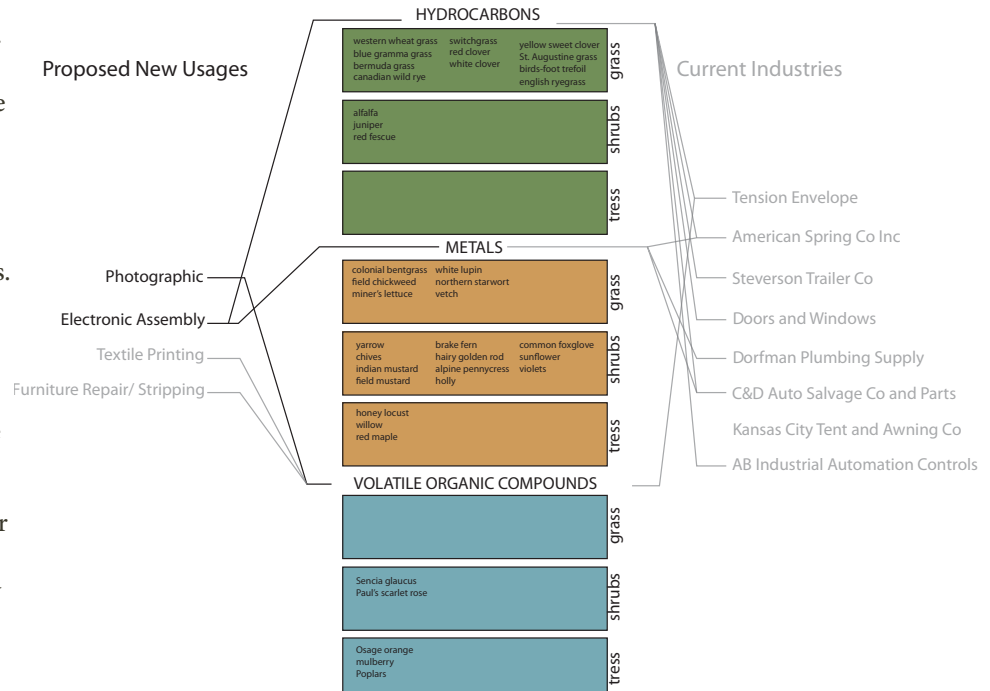 HYDROCARBONS
Proposed New Usages
Current Industries
western wheat grass
blue gramma grass
bermuda grass
canadian wild rye
switchgrass
red clover
white clover
yellow sweet clover
St. Augustine grass
birds-foot trefoil
english ryegrass
grass
alfalfa
juniper
red fescue
shrubs
tress
METALS
colonial bentgrass
field chickweed
miner's lettuce
white lupin
northern starwort
vetch
grass
yarrow
chives
indian mustard
field mustard
brake fern
hairy golden rod
alpine pennycress
holly
common foxglove
sunflower
violets
shrubs
honey locust
willow
red maple
tress
VOLATILE ORGANIC COMPOUNDS
grass
Sencia glaucus
Paul's scarlet rose
shrubs
Osage orange
mulberry
Poplars
tress
Photographic
Electronic Assembly
Textile Printing
Furniture Repair/ Stripping
Tension Envelope
American Spring Co Inc
Steverson Trailer Co
Doors and Windows
Dorfman Plumbing Supply
C&D Auto Salvage Co and Parts
Kansas City Tent and Awning Co
AB Industrial Automation Controls